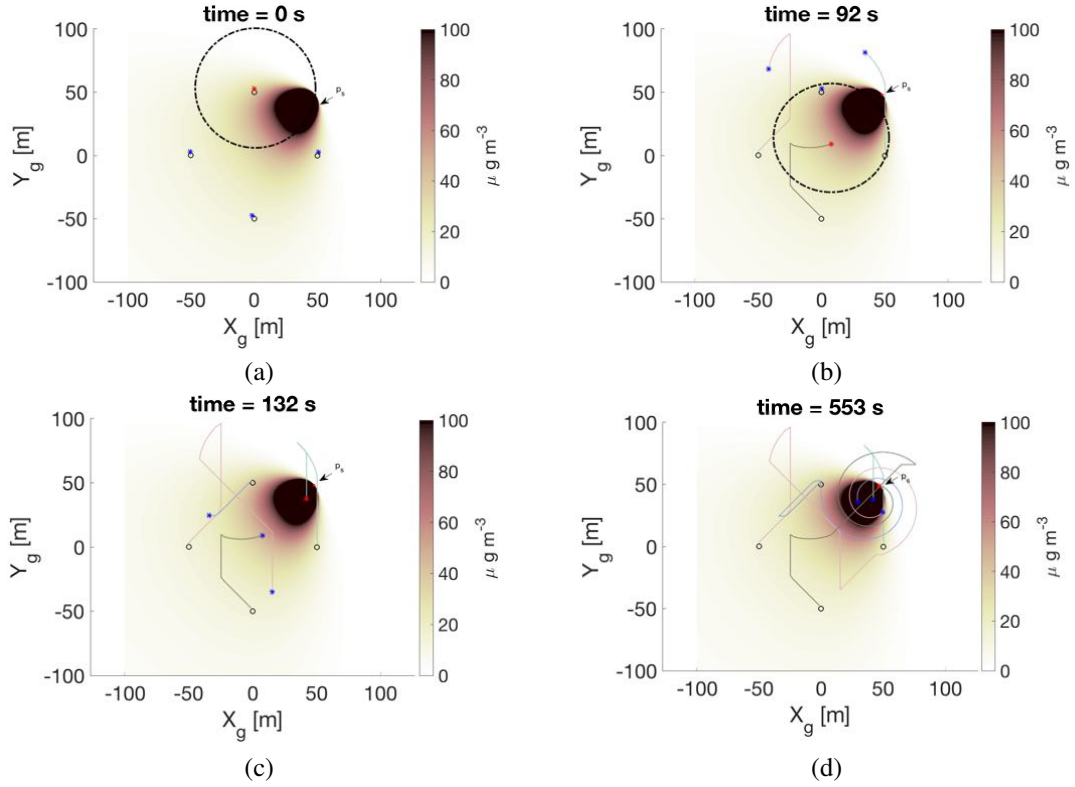 time = 0 s
100
50
0
-50
-100
Y_g [m]
-100 -50 0 50 100
X_g [m]
p_s
100
80
60
40
20
0
μ g m^-3
(a)
time = 92 s
100
50
0
-50
-100
Y_g [m]
-100 -50 0 50 100
X_g [m]
p_s
100
80
60
40
20
0
μ g m^-3
(b)
time = 132 s
100
50
0
-50
-100
Y_g [m]
-100 -50 0 50 100
X_g [m]
p_s
100
80
60
40
20
0
μ g m^-3
(c)
time = 553 s
100
50
0
-50
-100
Y_g [m]
-100 -50 0 50 100
X_g [m]
p_s
100
80
60
40
20
0
μ g m^-3
(d)